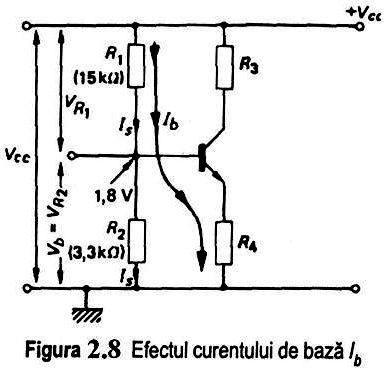 +Vcc
R1
(15kΩ)
R3
VR1
Is
Ib
Vcc
1,8 V
Vb = VR2
R2
(3,3kΩ)
R4
Is
Figura 2.8 Efectul curentului de bază Ib